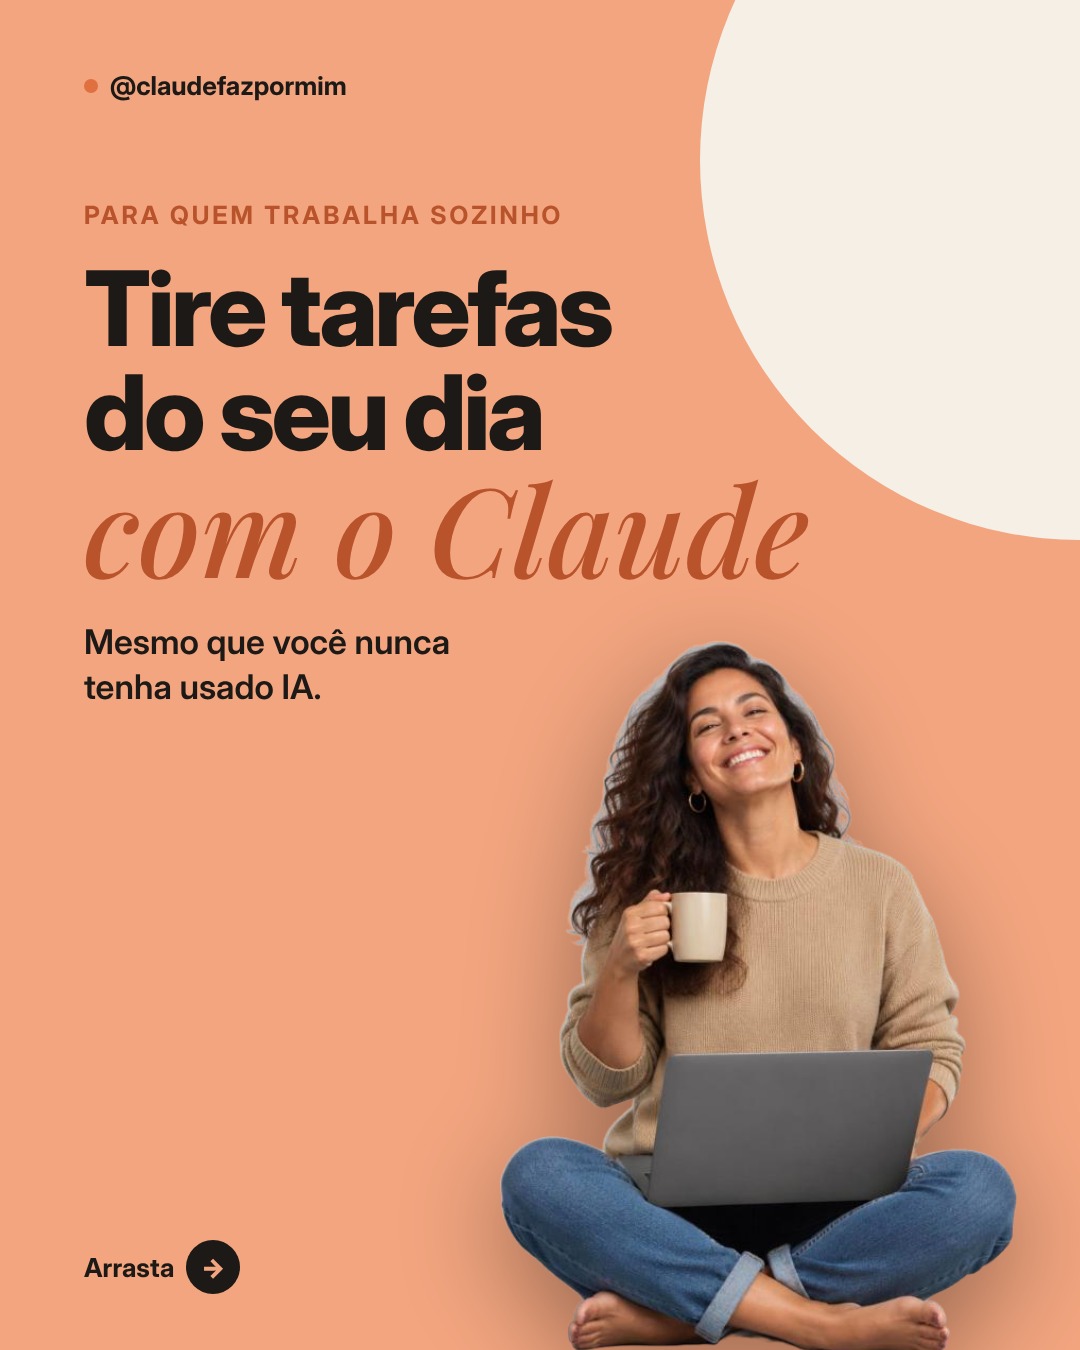 @claudefazpormim
PARA QUEM TRABALHA SOZINHO
Tire tarefas
do seu dia
com o Claude
Mesmo que você nunca
tenha usado IA.
Arrasta